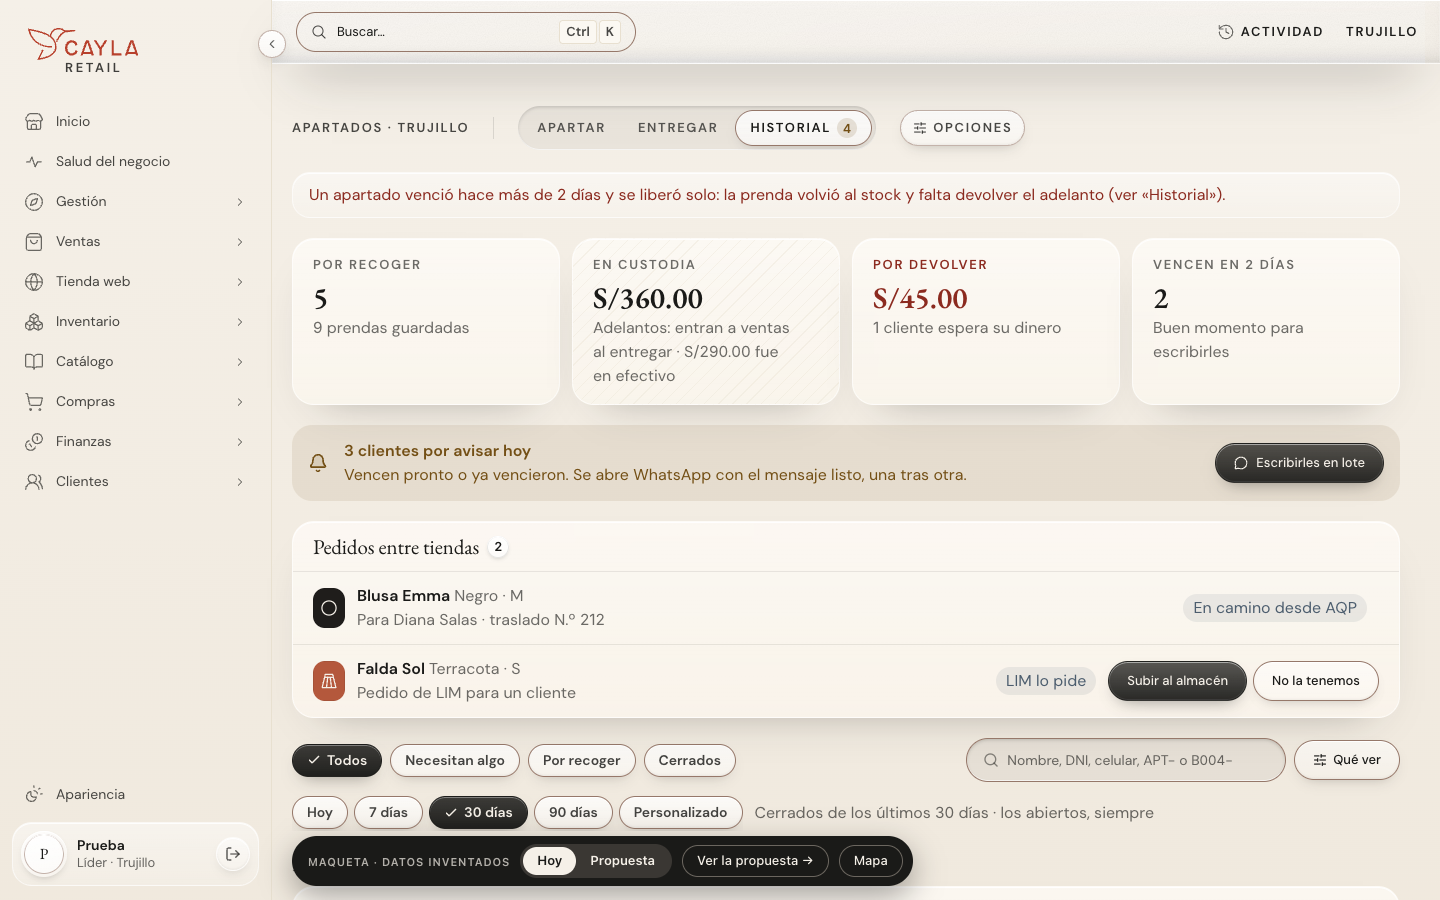 CAYLA
RETAIL
Buscar...
Ctrl K
ACTIVIDAD
TRUJILLO
Inicio
Salud del negocio
Gestión
Ventas
Tienda web
Inventario
Catálogo
Compras
Finanzas
Clientes
Apariencia
P
Prueba
Líder · Trujillo
APARTADOS · TRUJILLO
APARTAR
ENTREGAR
HISTORIAL 4
OPCIONES
Un apartado venció hace más de 2 días y se liberó solo: la prenda volvió al stock y falta devolver el adelanto (ver «Historial»).
POR RECOGER
5
9 prendas guardadas
EN CUSTODIA
S/360.00
Adelantos: entran a ventas
al entregar · S/290.00 fue
en efectivo
POR DEVOLVER
S/45.00
1 cliente espera su dinero
VENCEN EN 2 DÍAS
2
Buen momento para
escribirles
3 clientes por avisar hoy
Vencen pronto o ya vencieron. Se abre WhatsApp con el mensaje listo, una tras otra.
Escribirles en lote
Pedidos entre tiendas 2
Blusa Emma Negro · M
Para Diana Salas · traslado N.º 212
En camino desde AQP
Falda Sol Terracota · S
Pedido de LIM para un cliente
LIM lo pide
Subir al almacén
No la tenemos
Todos
Necesitan algo
Por recoger
Cerrados
Nombre, DNI, celular, APT- o B004-
Qué ver
Hoy
7 días
30 días
90 días
Personalizado
Cerrados de los últimos 30 días · los abiertos, siempre
MAQUETA · DATOS INVENTADOS
Hoy
Propuesta
Ver la propuesta →
Mapa